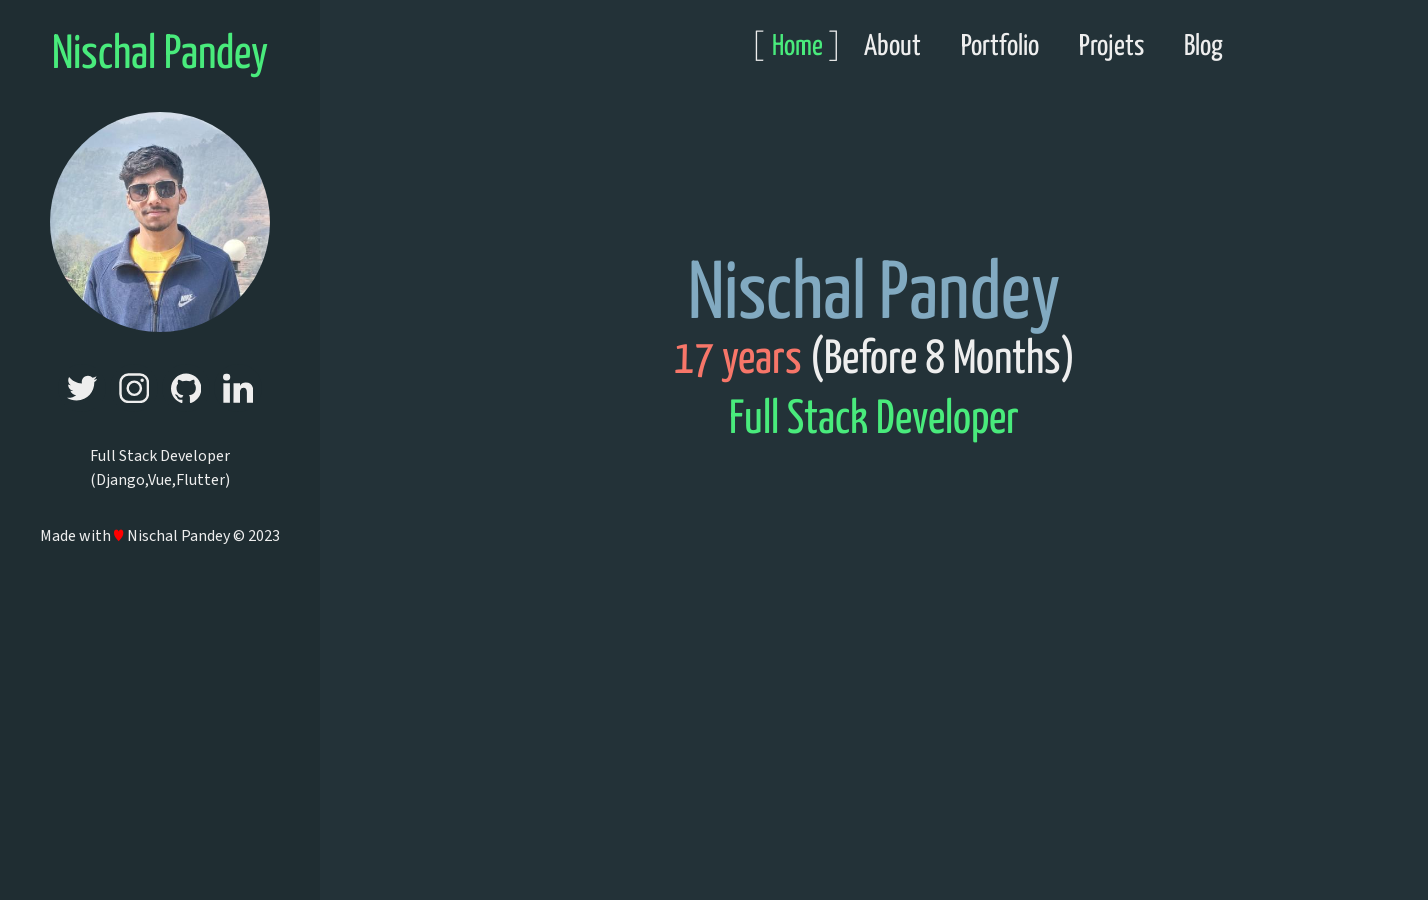 Nischal Pandey
[ Home ] About Portfolio Projets Blog
Nischal Pandey
17 years (Before 8 Months)
Full Stack Developer
in
Full Stack Developer
(Django,Vue,Flutter)
Made with ♥ Nischal Pandey © 2023